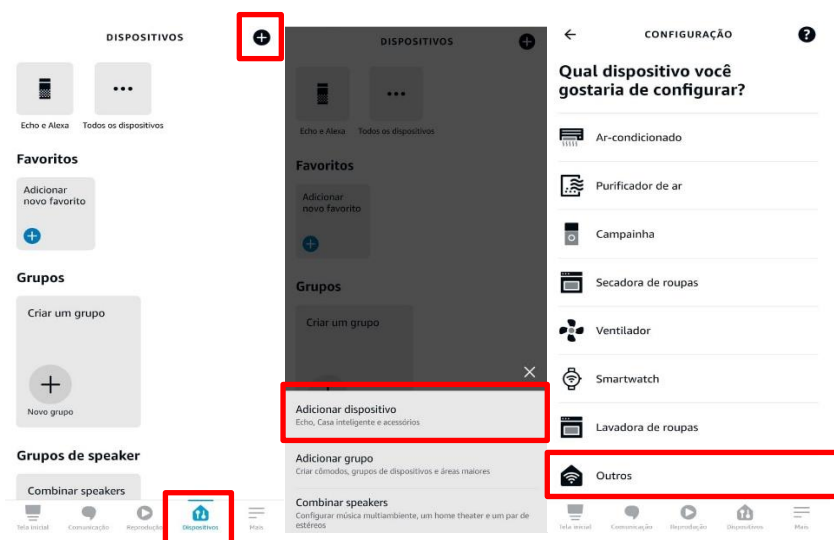 DISPOSITIVOS
Echo e Alexa
Todos os dispositivos
Favoritos
Adicionar
novo favorito
Grupos
Criar um grupo
Novo grupo
Grupos de speaker
Combinar speakers
Tela inicial
Comunicação
Reprodução
Dispositivos
Mais
DISPOSITIVOS
Echo e Alexa
Todos os dispositivos
Favoritos
Adicionar
novo favorito
Grupos
Criar um grupo
Adicionar dispositivo
Echo, Casa inteligente e acessórios
Adicionar grupo
Criar cômodos, grupos de dispositivos e áreas maiores
Combinar speakers
Configurar música multiambiente, um home theater e um par de
estéreos
CONFIGURAÇÃO
Qual dispositivo você
gostaria de configurar?
Ar-condicionado
Purificador de ar
Campainha
Secadora de roupas
Ventilador
Smartwatch
Lavadora de roupas
Outros
Tela inicial
Comunicação
Reprodução
Dispositivos
Mais